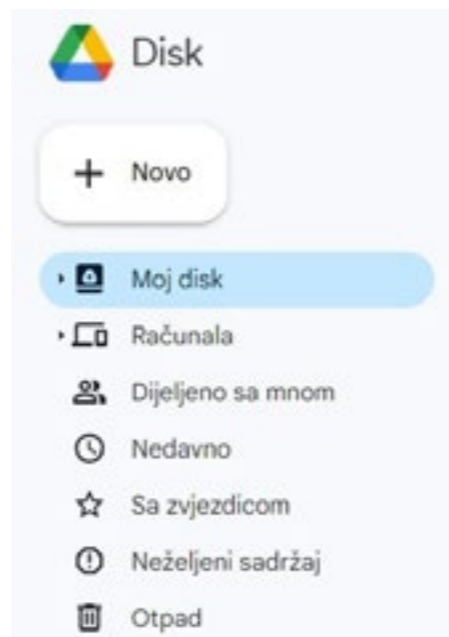 Disk
Novo
Moj disk
Računala
Dijeljeno sa mnom
Nedavno
Sa zvjezdicom
Neželjeni sadržaj
Otpad